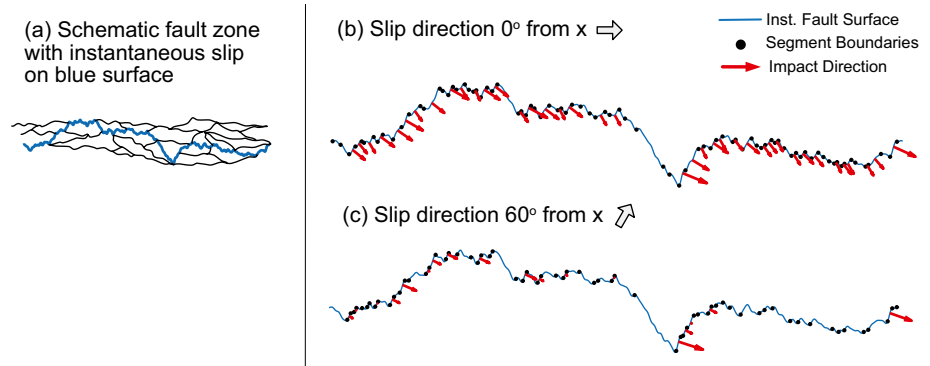 (a) Schematic fault zone
with instantaneous slip
on blue surface
(b) Slip direction 0° from x
Inst. Fault Surface
Segment Boundaries
Impact Direction
(c) Slip direction 60° from x